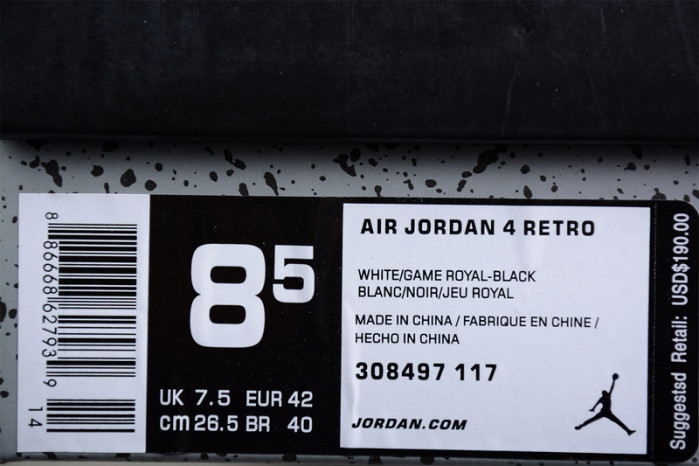 8 86668 62793 9
14
8.5
UK 7.5 EUR 42
cm 26.5 BR 40
AIR JORDAN 4 RETRO
WHITE/GAME ROYAL-BLACK
BLANC/NOIR/JEU ROYAL
MADE IN CHINA / FABRIQUE EN CHINE /
HECHO IN CHINA
308497 117
JORDAN.COM
Suggestsd Retail: USD$190.00